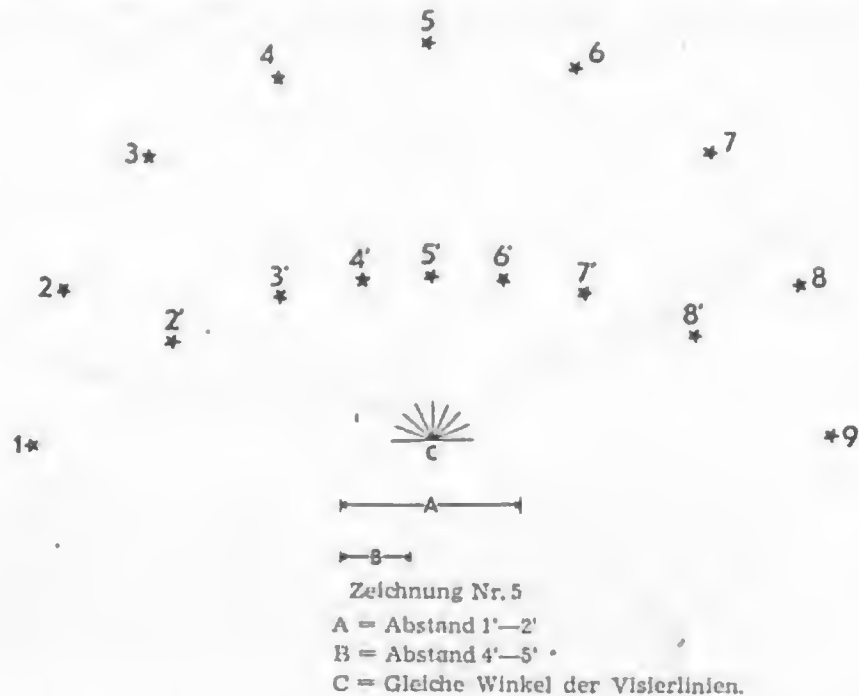 5
4
6
3
7
5'
4'
6'
3'
7'
2
8
2'
8'
1
9
C
A
B
Zeichnung Nr. 5
A = Abstand 1'—2'
B = Abstand 4'—5'
C = Gleiche Winkel der Visierlinien.